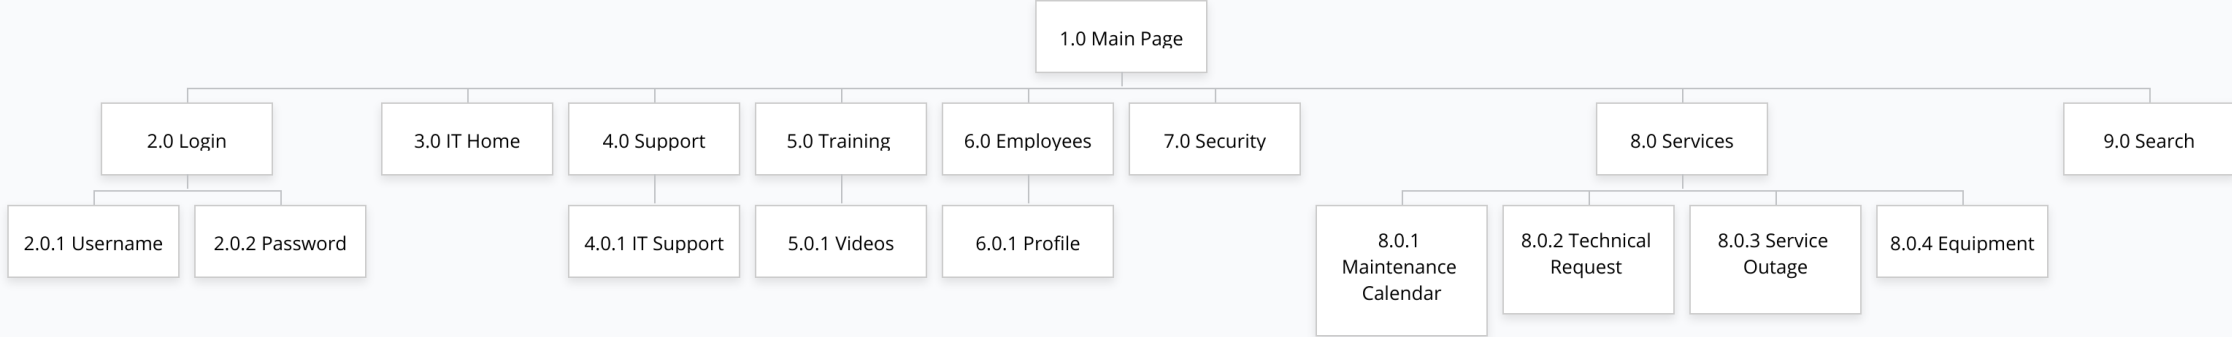 1.0 Main Page
2.0 Login
3.0 IT Home
4.0 Support
5.0 Training
6.0 Employees
7.0 Security
8.0 Services
9.0 Search
2.0.1 Username
2.0.2 Password
4.0.1 IT Support
5.0.1 Videos
6.0.1 Profile
8.0.1
Maintenance
Calendar
8.0.2 Technical
Request
8.0.3 Service
Outage
8.0.4 Equipment